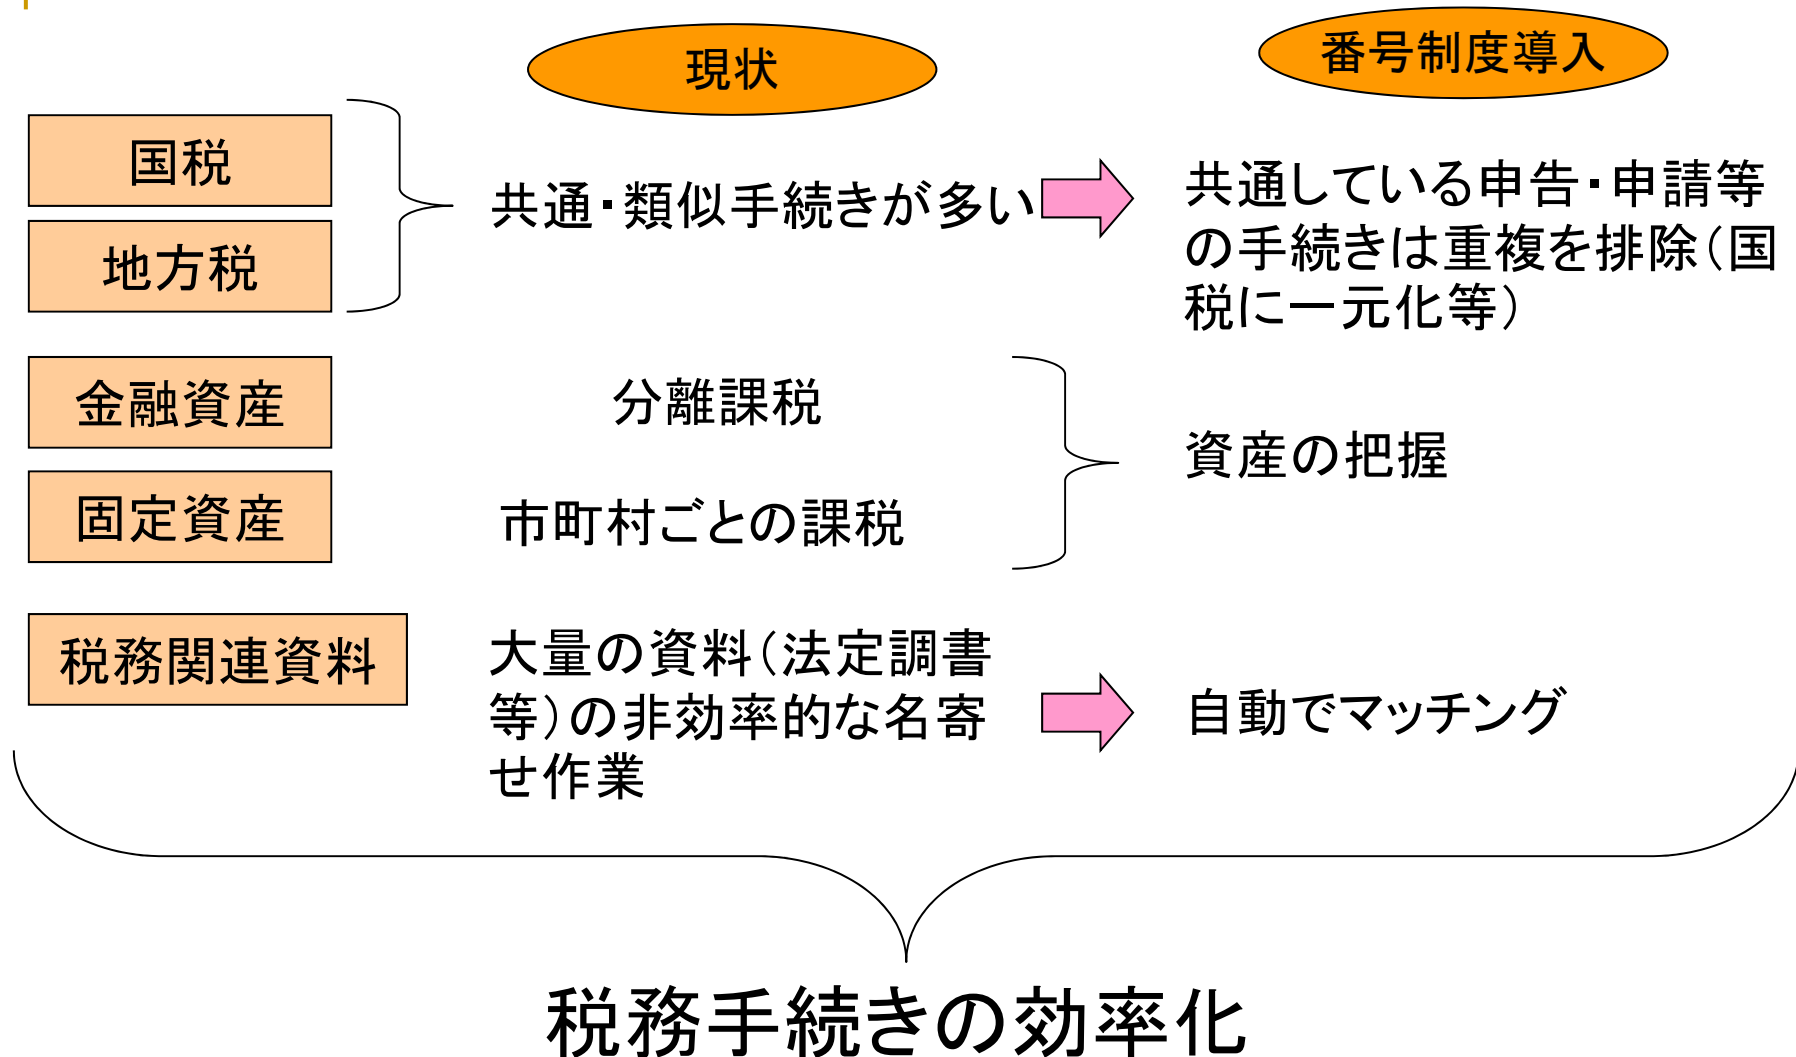 現状
番号制度導入
国税
地方税
共通・類似手続きが多い
共通している申告・申請等
の手続きは重複を排除(国
税に一元化等)
金融資産
分離課税
固定資産
市町村ごとの課税
資産の把握
税務関連資料
大量の資料(法定調書
等)の非効率的な名寄
せ作業
自動でマッチング
税務手続きの効率化